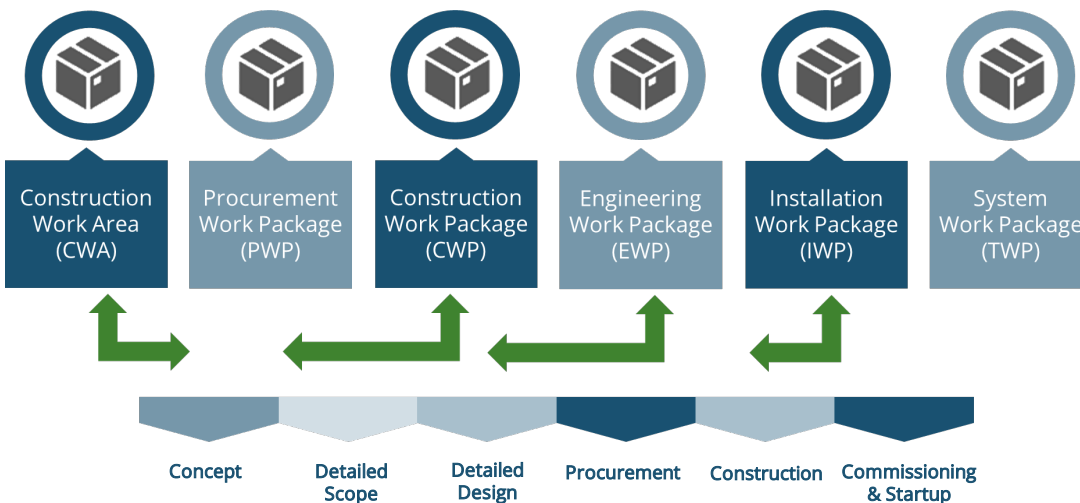 Construction
Work Area
(CWA)
Procurement
Work Package
(PWP)
Construction
Work Package
(CWP)
Engineering
Work Package
(EWP)
Installation
Work Package
(IWP)
System
Work Package
(TWP)
Concept
Detailed
Scope
Detailed
Design
Procurement
Construction
Commissioning
& Startup